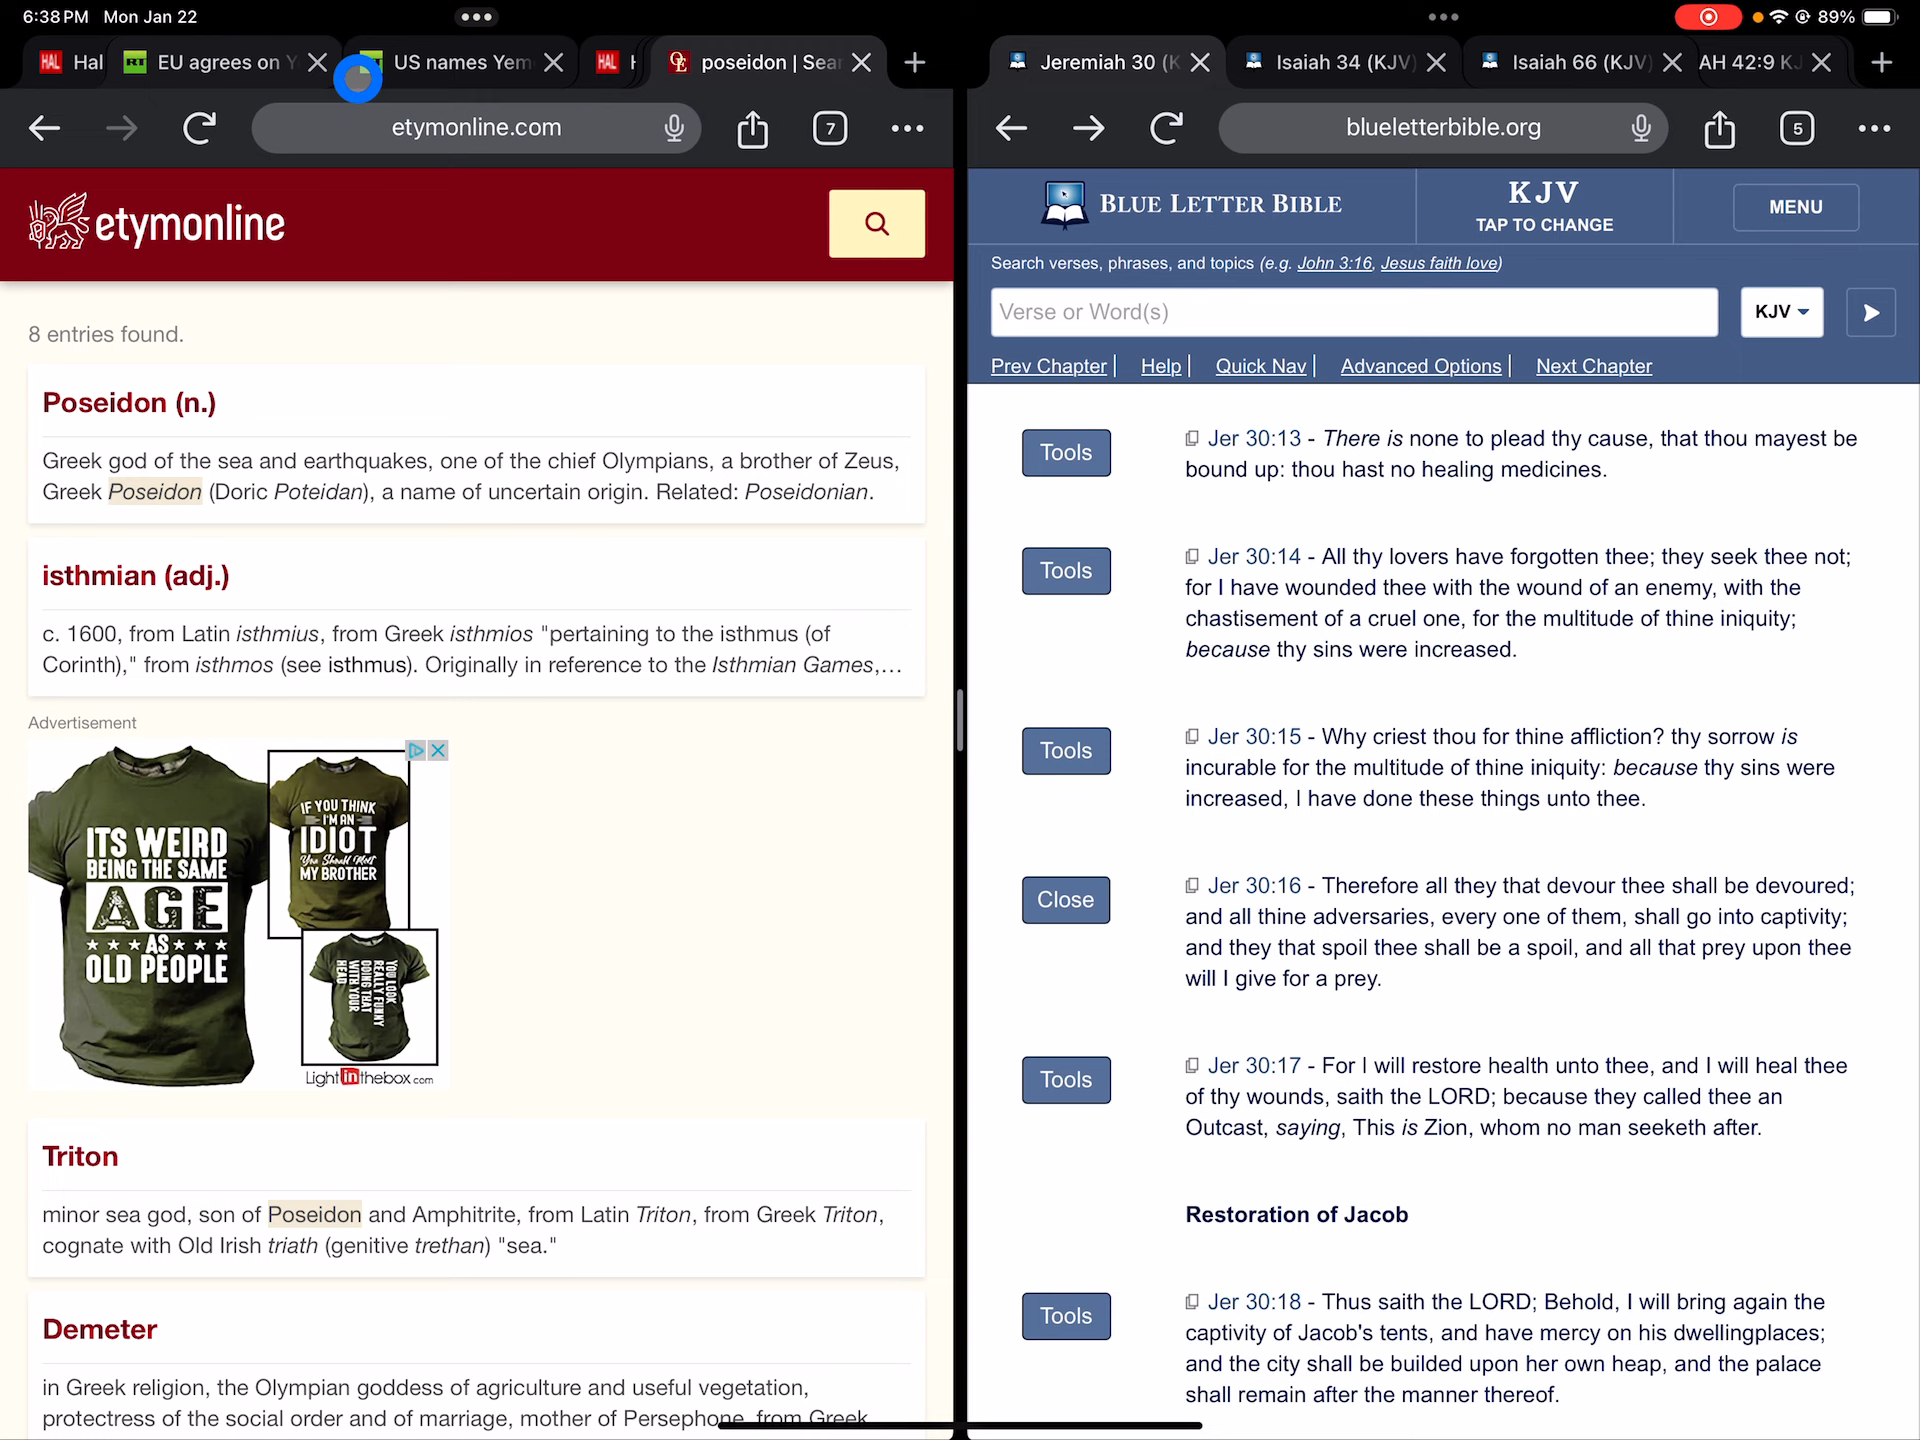 6:38 PM Mon Jan 22
89%
HAL Hal
RT EU agrees on Y
US names Yem
HAL
OE poseidon | Sear
Jeremiah 30 (K
Isaiah 34 (KJV)
Isaiah 66 (KJV)
AH 42:9 KJ
etymonline.com
7
blueletterbible.org
5
etymonline
8 entries found.
Poseidon (n.)
Greek god of the sea and earthquakes, one of the chief Olympians, a brother of Zeus,
Greek Poseidon (Doric Poteidan), a name of uncertain origin. Related: Poseidonian.
isthmian (adj.)
c. 1600, from Latin isthmius, from Greek isthmios "pertaining to the isthmus (of
Corinth)," from isthmos (see isthmus). Originally in reference to the Isthmian Games,...
Advertisement
ITS WEIRD
BEING THE SAME
AGE
AS
OLD PEOPLE
IF YOU THINK
I'M AN
IDIOT
You Should Meet
MY BROTHER
YOU LOOK
REALLY FUNNY
DOING THAT
WITH YOUR
HEAD
Lightinthebox.com
Triton
minor sea god, son of Poseidon and Amphitrite, from Latin Triton, from Greek Triton,
cognate with Old Irish triath (genitive trethan) "sea."
Demeter
in Greek religion, the Olympian goddess of agriculture and useful vegetation,
protectress of the social order and of marriage, mother of Persephone, from Greek
BLUE LETTER BIBLE
KJV
TAP TO CHANGE
MENU
Search verses, phrases, and topics (e.g. John 3:16, Jesus faith love)
Verse or Word(s)
KJV
Prev Chapter | Help | Quick Nav | Advanced Options | Next Chapter
Tools
Jer 30:13 - There is none to plead thy cause, that thou mayest be
bound up: thou hast no healing medicines.
Tools
Jer 30:14 - All thy lovers have forgotten thee; they seek thee not;
for I have wounded thee with the wound of an enemy, with the
chastisement of a cruel one, for the multitude of thine iniquity;
because thy sins were increased.
Tools
Jer 30:15 - Why criest thou for thine affliction? thy sorrow is
incurable for the multitude of thine iniquity: because thy sins were
increased, I have done these things unto thee.
Close
Jer 30:16 - Therefore all they that devour thee shall be devoured;
and all thine adversaries, every one of them, shall go into captivity;
and they that spoil thee shall be a spoil, and all that prey upon thee
will I give for a prey.
Tools
Jer 30:17 - For I will restore health unto thee, and I will heal thee
of thy wounds, saith the LORD; because they called thee an
Outcast, saying, This is Zion, whom no man seeketh after.
Restoration of Jacob
Tools
Jer 30:18 - Thus saith the LORD; Behold, I will bring again the
captivity of Jacob's tents, and have mercy on his dwellingplaces;
and the city shall be builded upon her own heap, and the palace
shall remain after the manner thereof.